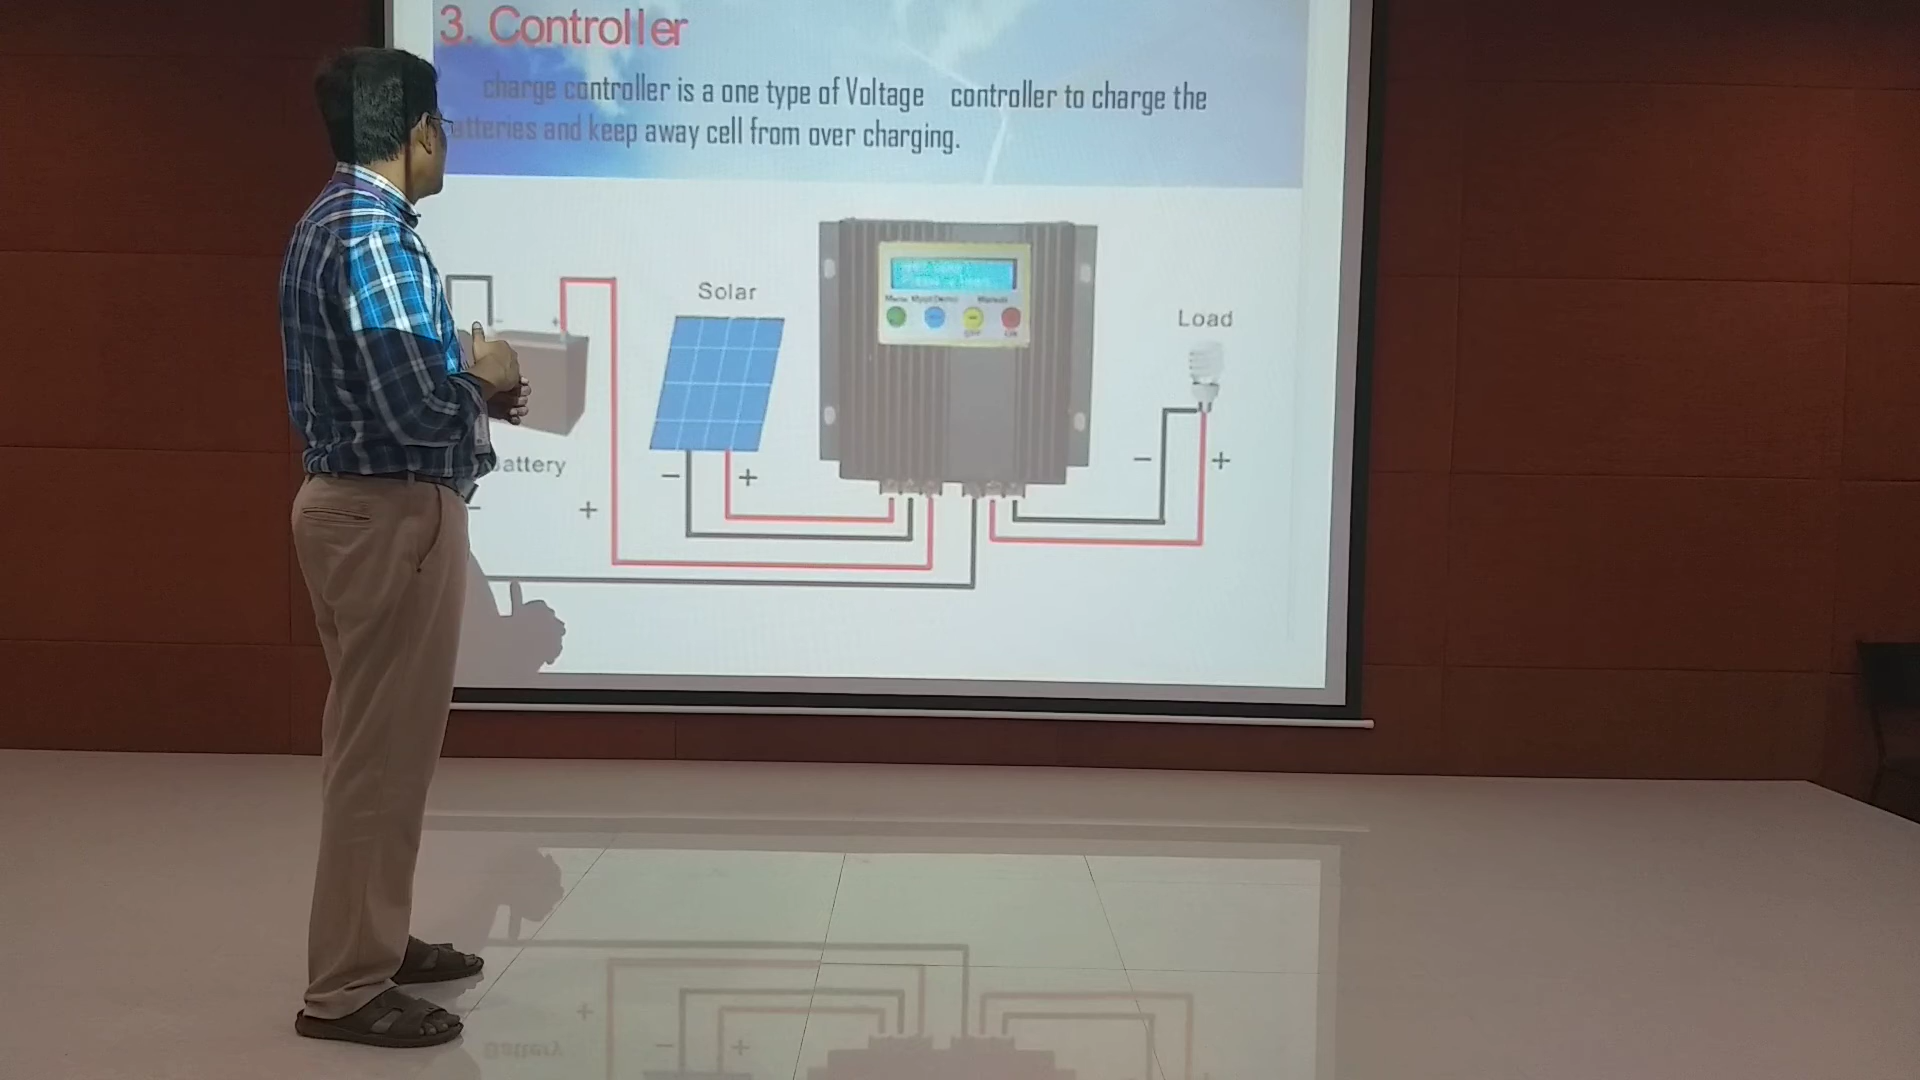 3. Controller
charge controller is a one type of Voltage controller to charge the
atteries and keep away cell from over charging.
Solar
Load
- +
- +
- +
attery
- +